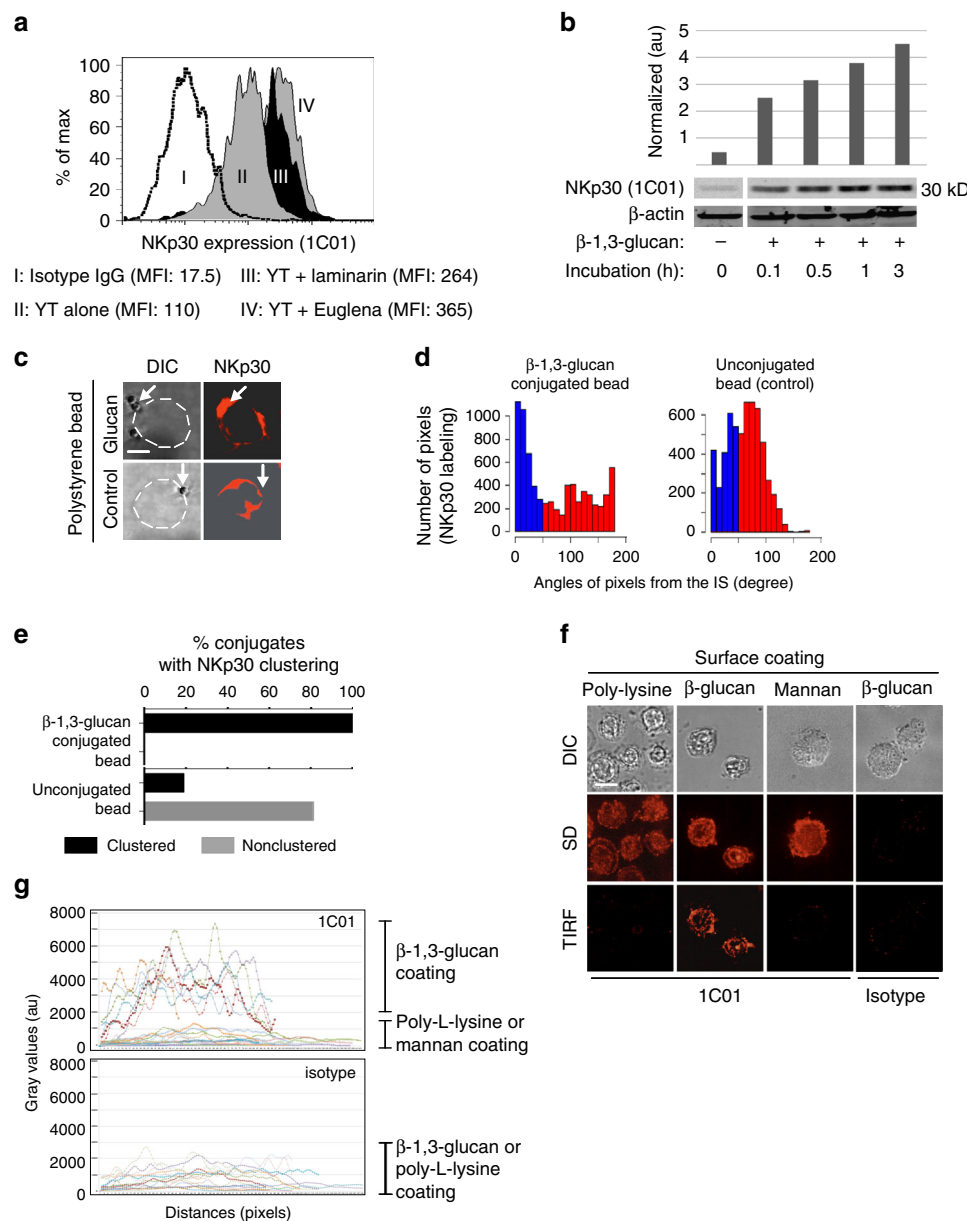 a
100
80
60
40
20
0
% of max
I
II
III
IV
NKp30 expression (1C01)
I: Isotype IgG (MFI: 17.5) III: YT + laminarin (MFI: 264)
II: YT alone (MFI: 110) IV: YT + Euglena (MFI: 365)
b
5
4
3
2
1
Normalized (au)
NKp30 (1C01)
30 kD
β-actin
β-1,3-glucan: – + + + +
Incubation (h): 0 0.1 0.5 1 3
c
DIC NKp30
Polystyrene bead
Glucan
Control
d
β-1,3-glucan
conjugated bead
Unconjugated
bead (control)
Number of pixels
(NKp30 labeling)
1000
800
600
400
200
0
0 100 200
600
400
200
0
0 100 200
Angles of pixels from the IS (degree)
e
% conjugates
with NKp30 clustering
0 20 40 60 80 100
β-1,3-glucan
conjugated
bead
Unconjugated
bead
Clustered Nonclustered
f
Surface coating
Poly-lysine β-glucan Mannan β-glucan
DIC
SD
TIRF
1C01 Isotype
g
8000
6000
4000
2000
0
1C01
β-1,3-glucan
coating
Poly-L-lysine or
mannan coating
Gray values (au)
8000
6000
4000
2000
0
isotype
β-1,3-glucan or
poly-L-lysine
coating
Distances (pixels)